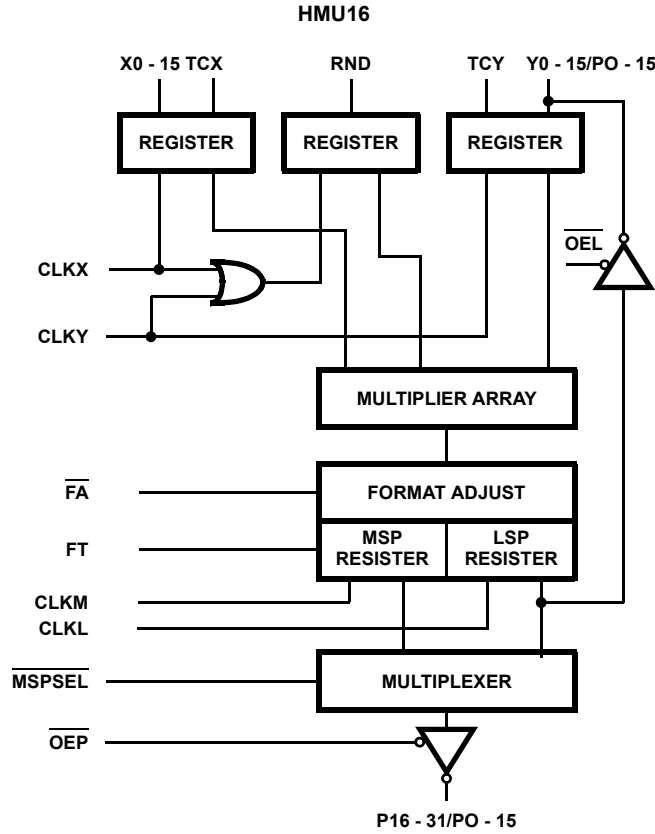 HMU16
X0 - 15 TCX RND TCY Y0 - 15/PO - 15
REGISTER REGISTER REGISTER
OEL
CLKX
CLKY
MULTIPLIER ARRAY
FA FORMAT ADJUST
FT MSP RESISTER LSP RESISTER
CLKM
CLKL
MSPSEL MULTIPLEXER
OEP
P16 - 31/PO - 15